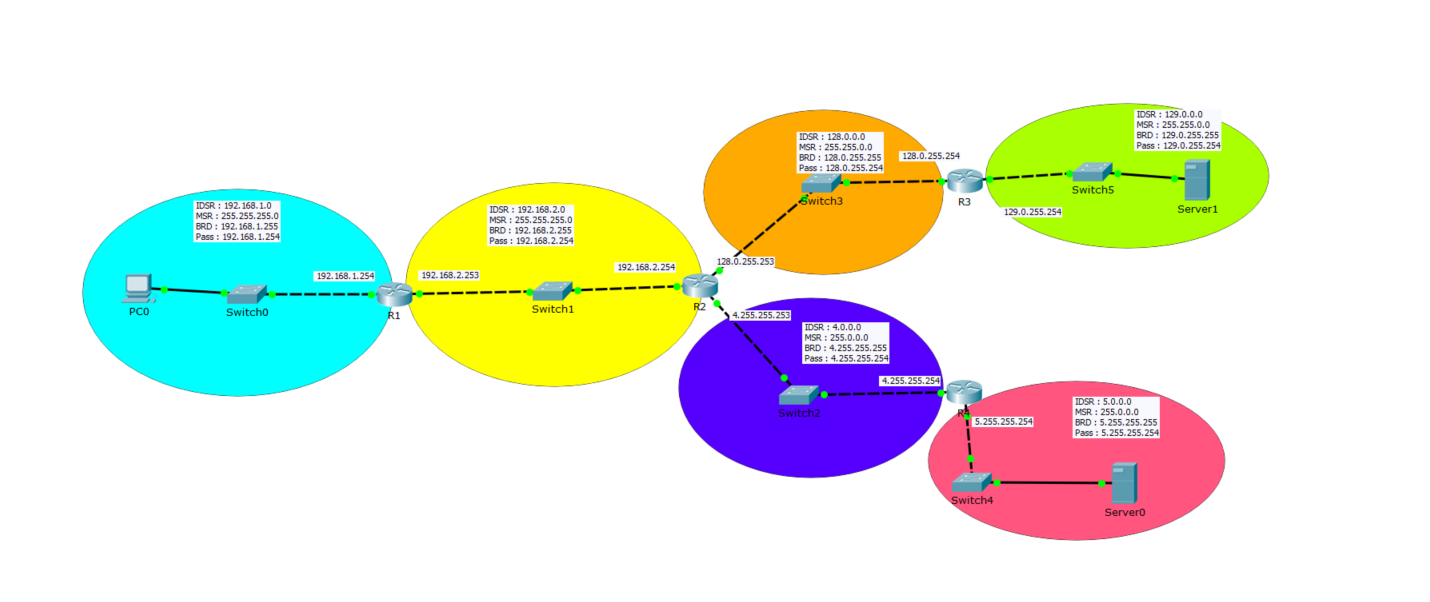 IDSR : 192.168.1.0
MSR : 255.255.255.0
BRD : 192.168.1.255
Pass : 192.168.1.254
192.168.1.254
PC0
Switch0
R1
IDSR : 192.168.2.0
MSR : 255.255.255.0
BRD : 192.168.2.255
Pass : 192.168.2.254
192.168.2.253
192.168.2.254
Switch1
R2
IDSR : 128.0.0.0
MSR : 255.255.0.0
BRD : 128.0.255.255
Pass : 128.0.255.254
128.0.255.254
Switch3
128.0.255.253
R3
IDSR : 129.0.0.0
MSR : 255.255.0.0
BRD : 129.0.255.255
Pass : 129.0.255.254
Switch5
Server1
129.0.255.254
4.255.255.253
IDSR : 4.0.0.0
MSR : 255.0.0.0
BRD : 4.255.255.255
Pass : 4.255.255.254
4.255.255.254
Switch2
R4
IDSR : 5.0.0.0
MSR : 255.0.0.0
BRD : 5.255.255.255
Pass : 5.255.255.254
5.255.255.254
Switch4
Server0